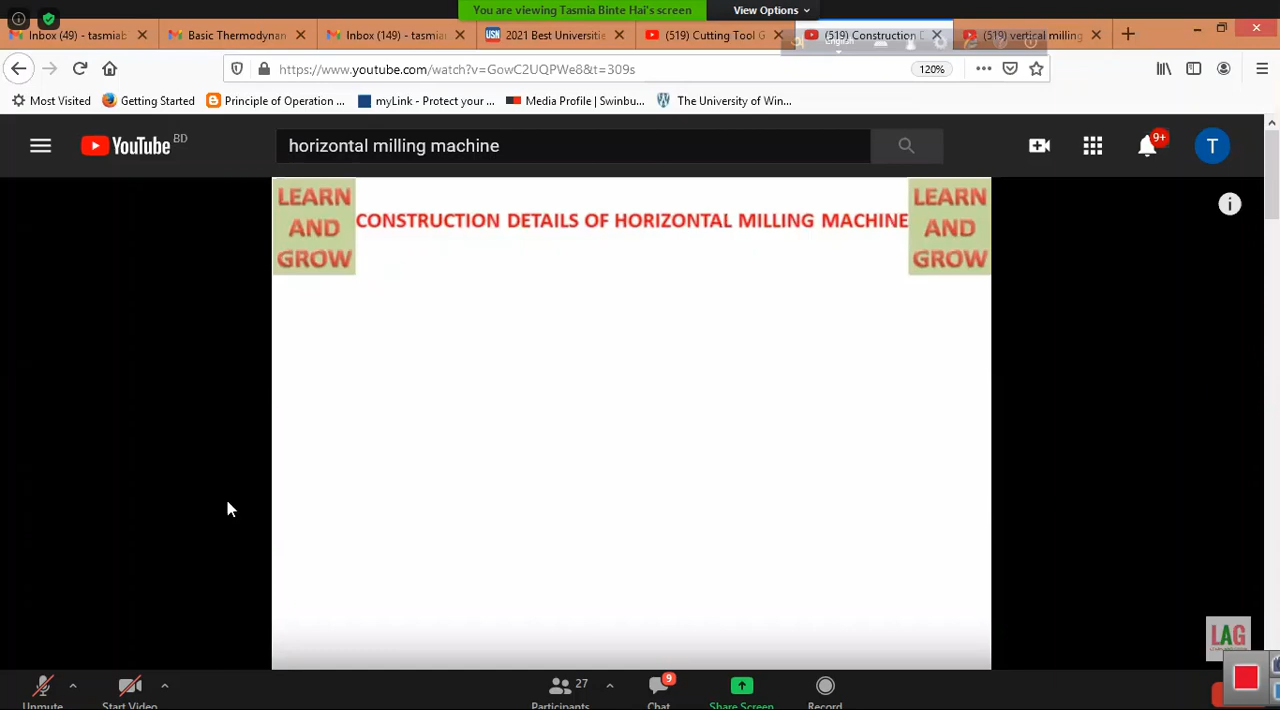 You are viewing Tasmia Binte Hai's screen
View Options
Inbox (49) - tasmiab
Basic Thermodynam
Inbox (149) - tasmia
USN
2021 Best Universitie
(519) Cutting Tool G
(519) Construction D
(519) vertical milling
English
https://www.youtube.com/watch?v=GowC2UQPWe8&t=309s
120%
Most Visited
Getting Started
Principle of Operation ...
myLink - Protect your ...
Media Profile | Swinbu...
The University of Win...
YouTube BD
horizontal milling machine
9+
T
LEARN
AND
GROW
CONSTRUCTION DETAILS OF HORIZONTAL MILLING MACHINE
LEARN
AND
GROW
LAG
Unmute
Start Video
27
Participants
9
Chat
Share Screen
Record